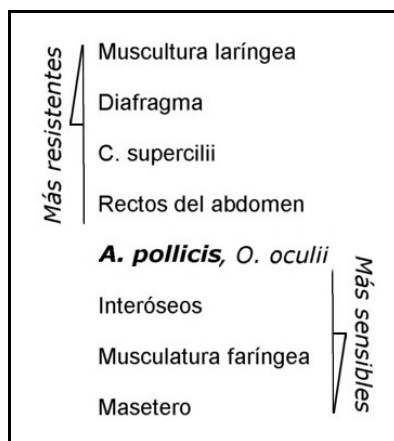 Más resistentes
Muscultura laríngea
Diafragma
C. supercilii
Rectos del abdomen
A. pollicis, O. oculii
Interóseos
Musculatura faríngea
Masetero
Más sensibles